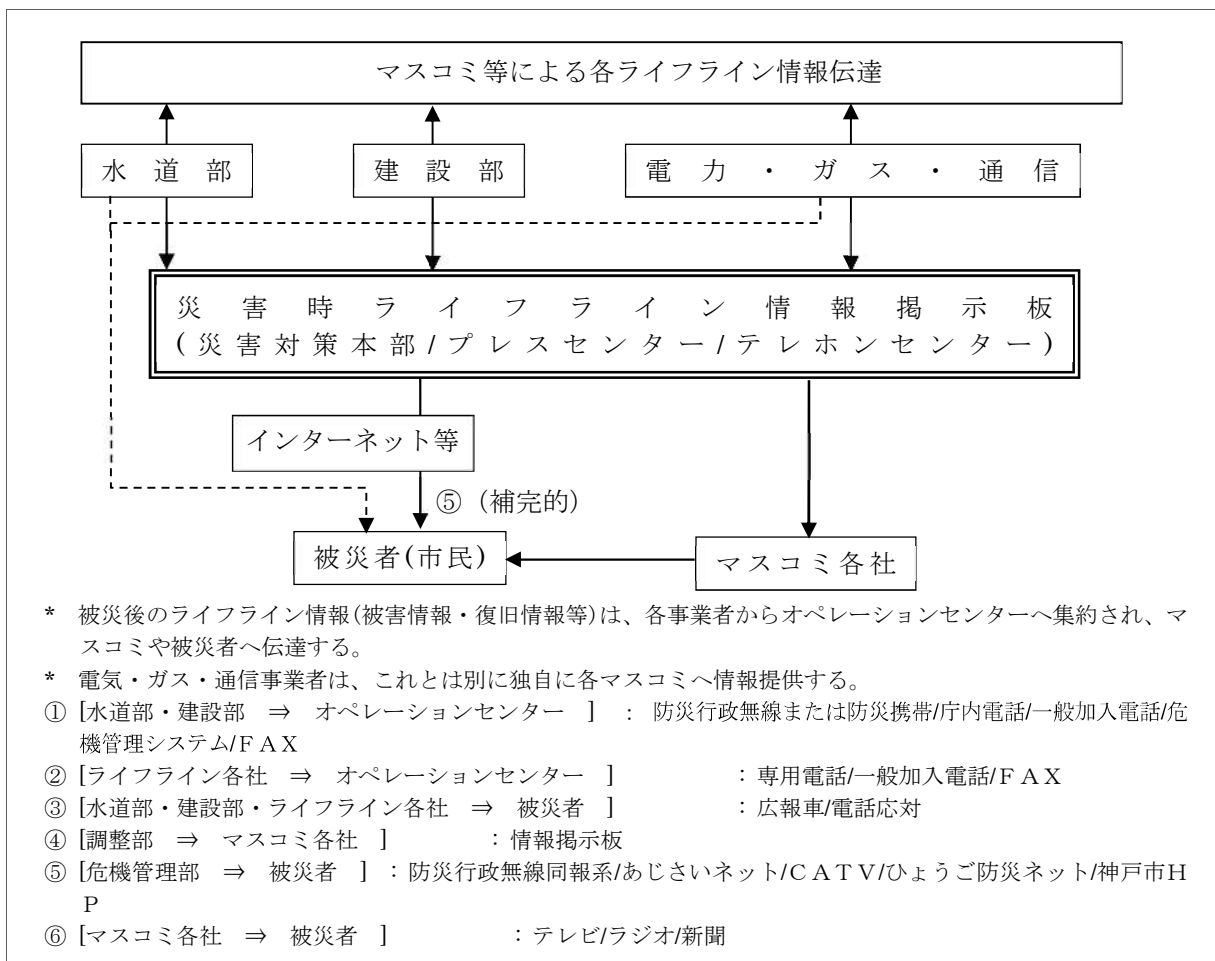 マスコミ等による各ライフライン情報伝達
水道部
建設部
電力・ガス・通信
災害時ライフライン情報掲示板
(災害対策本部/プレスセンター/テレホンセンター)
インターネット等
⑤（補完的）
被災者(市民)
マスコミ各社
* 被災後のライフライン情報(被害情報・復旧情報等)は、各事業者からオペレーションセンターへ集約され、マ
スコミや被災者へ伝達する。
* 電気・ガス・通信事業者は、これとは別に独自に各マスコミへ情報提供する。
① [水道部・建設部 ⇒ オペレーションセンター ] ： 防災行政無線または防災携帯/庁内電話/一般加入電話/危
機管理システム/ＦＡＸ
② [ライフライン各社 ⇒ オペレーションセンター ] ：専用電話/一般加入電話/ＦＡＸ
③ [水道部・建設部・ライフライン各社 ⇒ 被災者 ] ：広報車/電話応対
④ [調整部 ⇒ マスコミ各社 ] ：情報掲示板
⑤ [危機管理部 ⇒ 被災者 ] ：防災行政無線同報系/あじさいネット/ＣＡＴＶ/ひょうご防災ネット/神戸市Ｈ
Ｐ
⑥ [マスコミ各社 ⇒ 被災者 ] ：テレビ/ラジオ/新聞